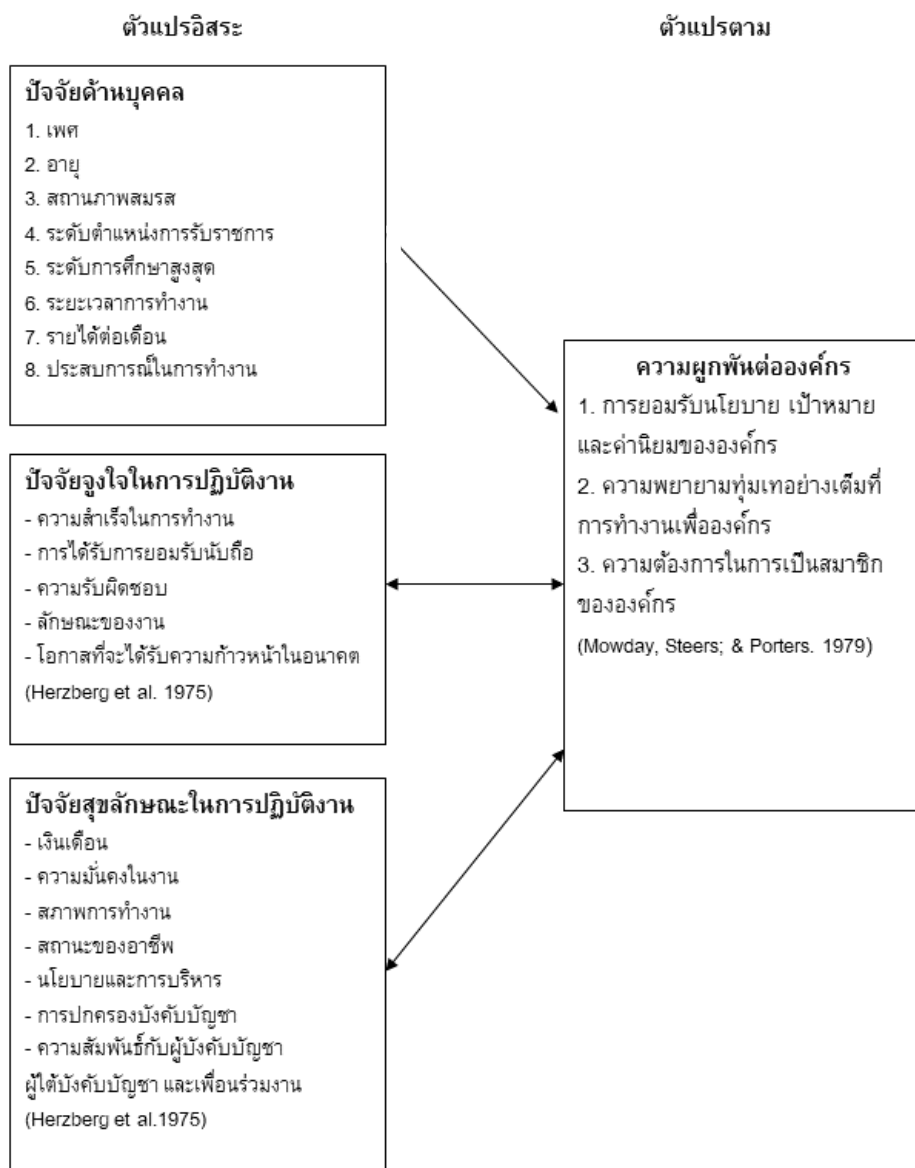 ตัวแปรอิสระ
ตัวแปรตาม
ปัจจัยด้านบุคคล
1. เพศ
2. อายุ
3. สถานภาพสมรส
4. ระดับตำแหน่งการรับราชการ
5. ระดับการศึกษาสูงสุด
6. ระยะเวลาการทำงาน
7. รายได้ต่อเดือน
8. ประสบการณ์ในการทำงาน
ปัจจัยจูงใจในการปฏิบัติงาน
- ความสำเร็จในการทำงาน
- การได้รับการยอมรับนับถือ
- ความรับผิดชอบ
- ลักษณะของงาน
- โอกาสที่จะได้รับความก้าวหน้าในอนาคต
(Herzberg et al. 1975)
ปัจจัยสุขลักษณะในการปฏิบัติงาน
- เงินเดือน
- ความมั่นคงในงาน
- สภาพการทำงาน
- สถานะของอาชีพ
- นโยบายและการบริหาร
- การปกครองบังคับบัญชา
- ความสัมพันธ์กับผู้บังคับบัญชา
ผู้ใต้บังคับบัญชา และเพื่อนร่วมงาน
(Herzberg et al.1975)
ความผูกพันต่อองค์กร
1. การยอมรับนโยบาย เป้าหมาย
และค่านิยมขององค์กร
2. ความพยายามทุ่มเทอย่างเต็มที่
การทำงานเพื่อองค์กร
3. ความต้องการในการเป็นสมาชิก
ขององค์กร
(Mowday, Steers; & Porters. 1979)